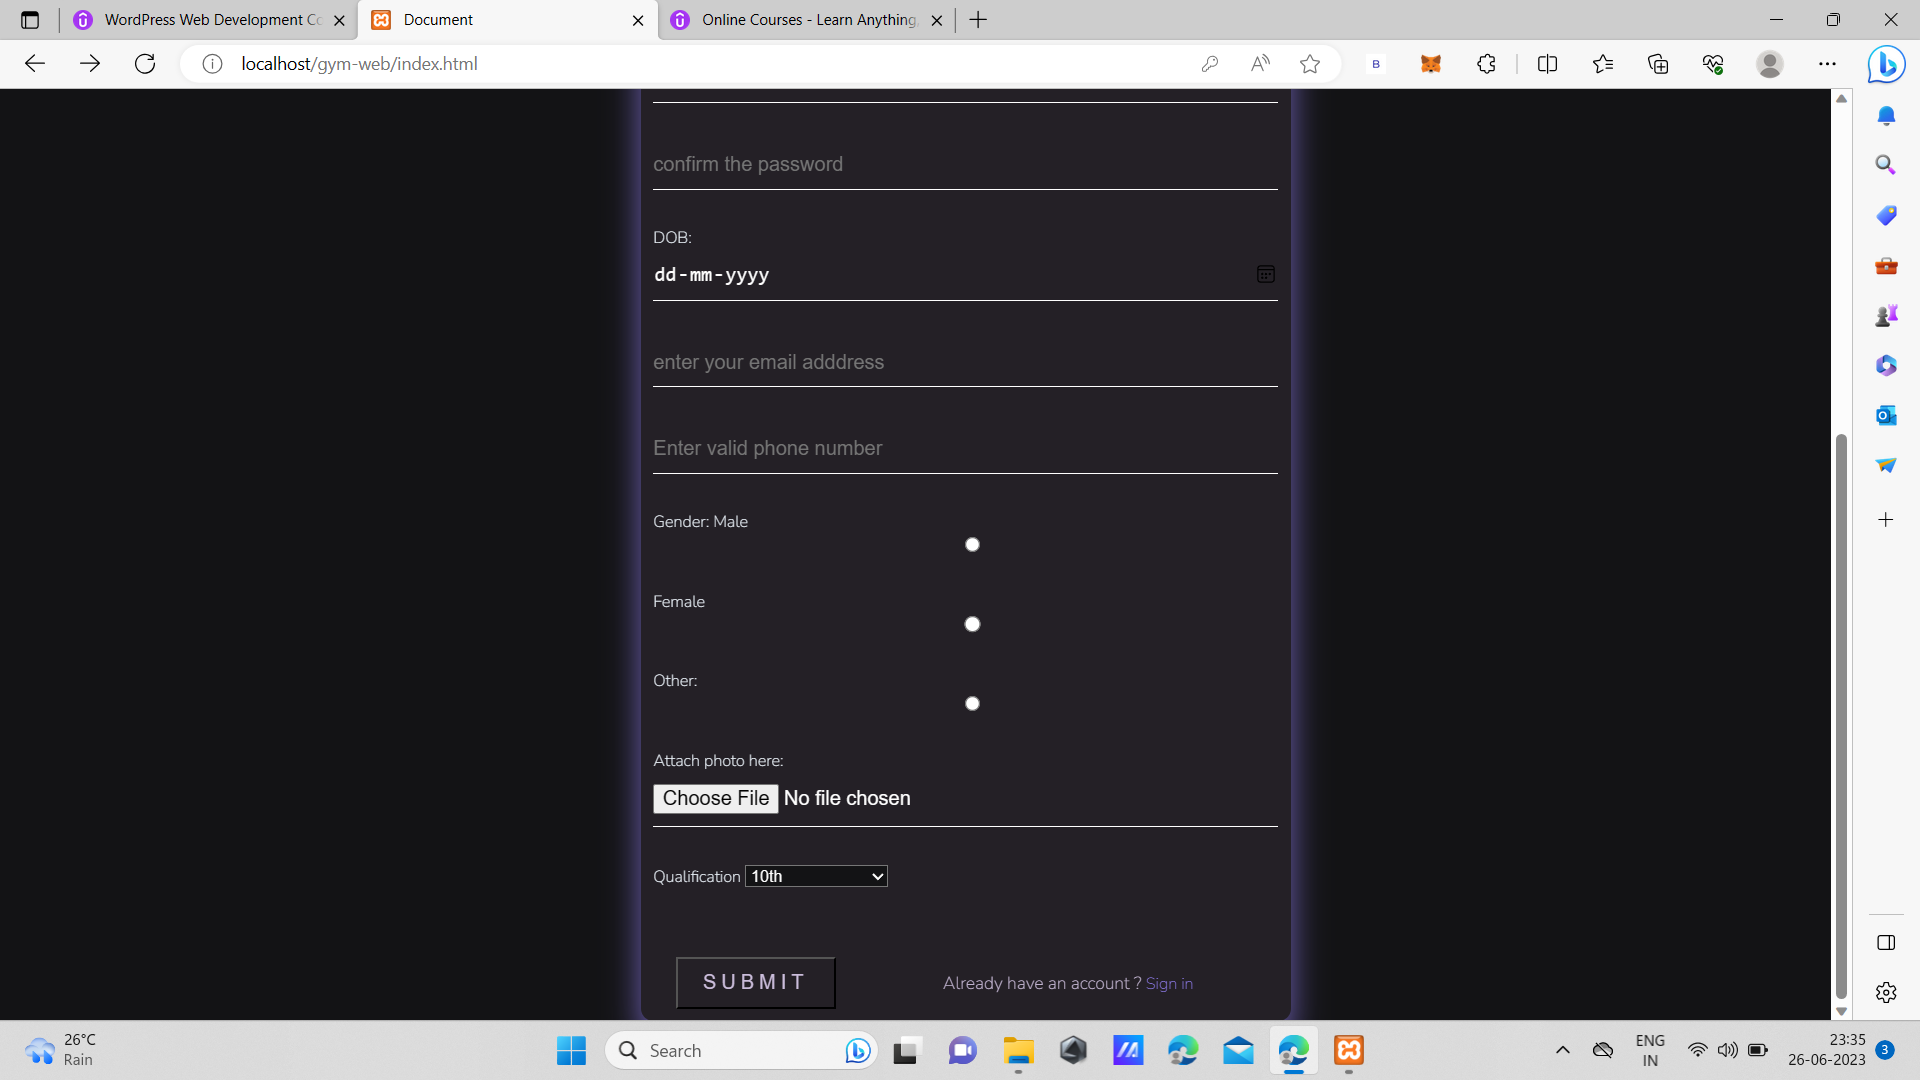 WordPress Web Development Co
Document
Online Courses - Learn Anything,
localhost/gym-web/index.html
B
confirm the password
DOB:
dd-mm-yyyy
enter your email adddress
Enter valid phone number
Gender: Male
Female
Other:
Attach photo here:
Choose File No file chosen
Qualification 10th
SUBMIT
Already have an account ? Sign in
26°C
Rain
Search
ENG
IN
23:35
26-06-2023
3